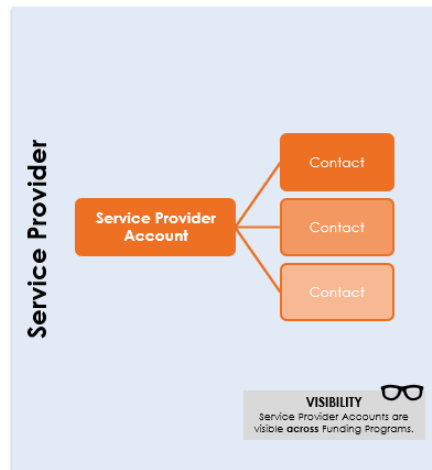 Service Provider
Service Provider
Account
Contact
Contact
Contact
VISIBILITY
Service Provider Accounts are
visible across Funding Programs.